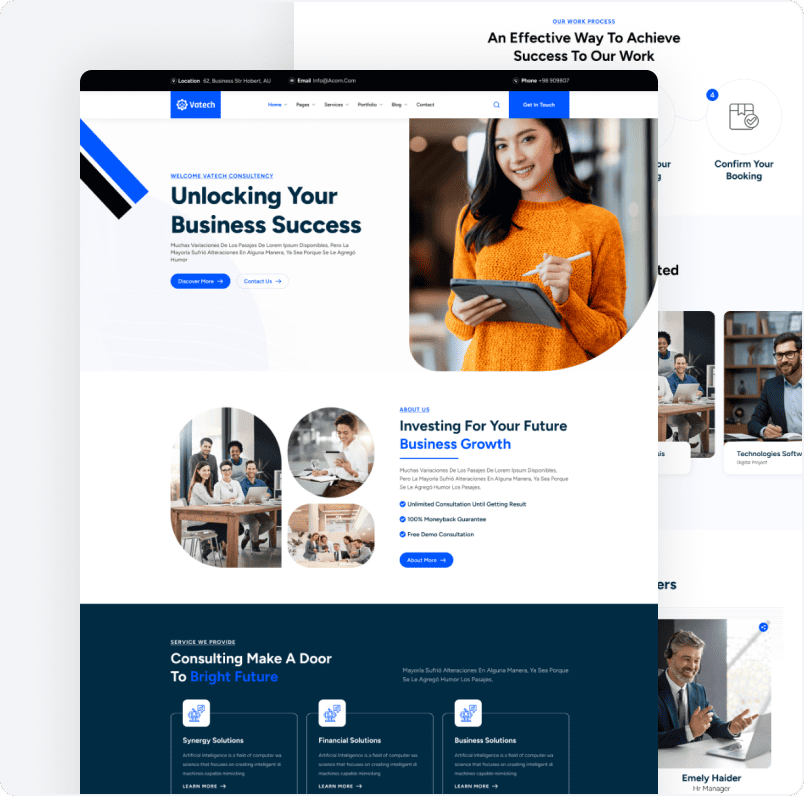 OUR WORK PROCESS
An Effective Way To Achieve
Success To Our Work
4
Confirm Your
Booking
Location 62, Business Str Hobert, AU
Email Info@Acom.Com
Phone +98 909807
Vatech
Home
Pages
Services
Portfolio
Blog
Contact
Get In Touch
WELCOME VATECH CONSULTENCY
Unlocking Your
Business Success
Muchas Variaciones De Los Pasajes De Lorem Ipsum Disponibles, Pero La
Mayoría Sufrió Alteraciones En Alguna Manera, Ya Sea Porque Se Le Agregó
Humor
Discover More
Contact Us
ABOUT US
Investing For Your Future
Business Growth
Muchas Variaciones De Los Pasajes De Lorem Ipsum Disponibles,
Pero La Mayoría Sufrió Alteraciones En Alguna Manera, Ya Sea Porque
Se Le Agregó Humor Los Pasajes.
Unlimited Consultation Until Getting Result
100% Moneyback Guarantee
Free Demo Consultation
About More
Technologies Softw
Digital Project
ers
Emely Haider
Hr Manager
SERVICE WE PROVIDE
Consulting Make A Door
To Bright Future
Mayoría Sufrió Alteraciones En Alguna Manera, Ya Sea Porque
Se Le Agregó Humor Los Pasajes.
Synergy Solutions
Artificial Intelligence is a field of computer wa
science that focuses on creating intelligent di
machines capable mimicking
LEARN MORE
Financial Solutions
Artificial Intelligence is a field of computer wa
science that focuses on creating intelligent di
machines capable mimicking
LEARN MORE
Business Solutions
Artificial Intelligence is a field of computer wa
science that focuses on creating intelligent di
machines capable mimicking
LEARN MORE